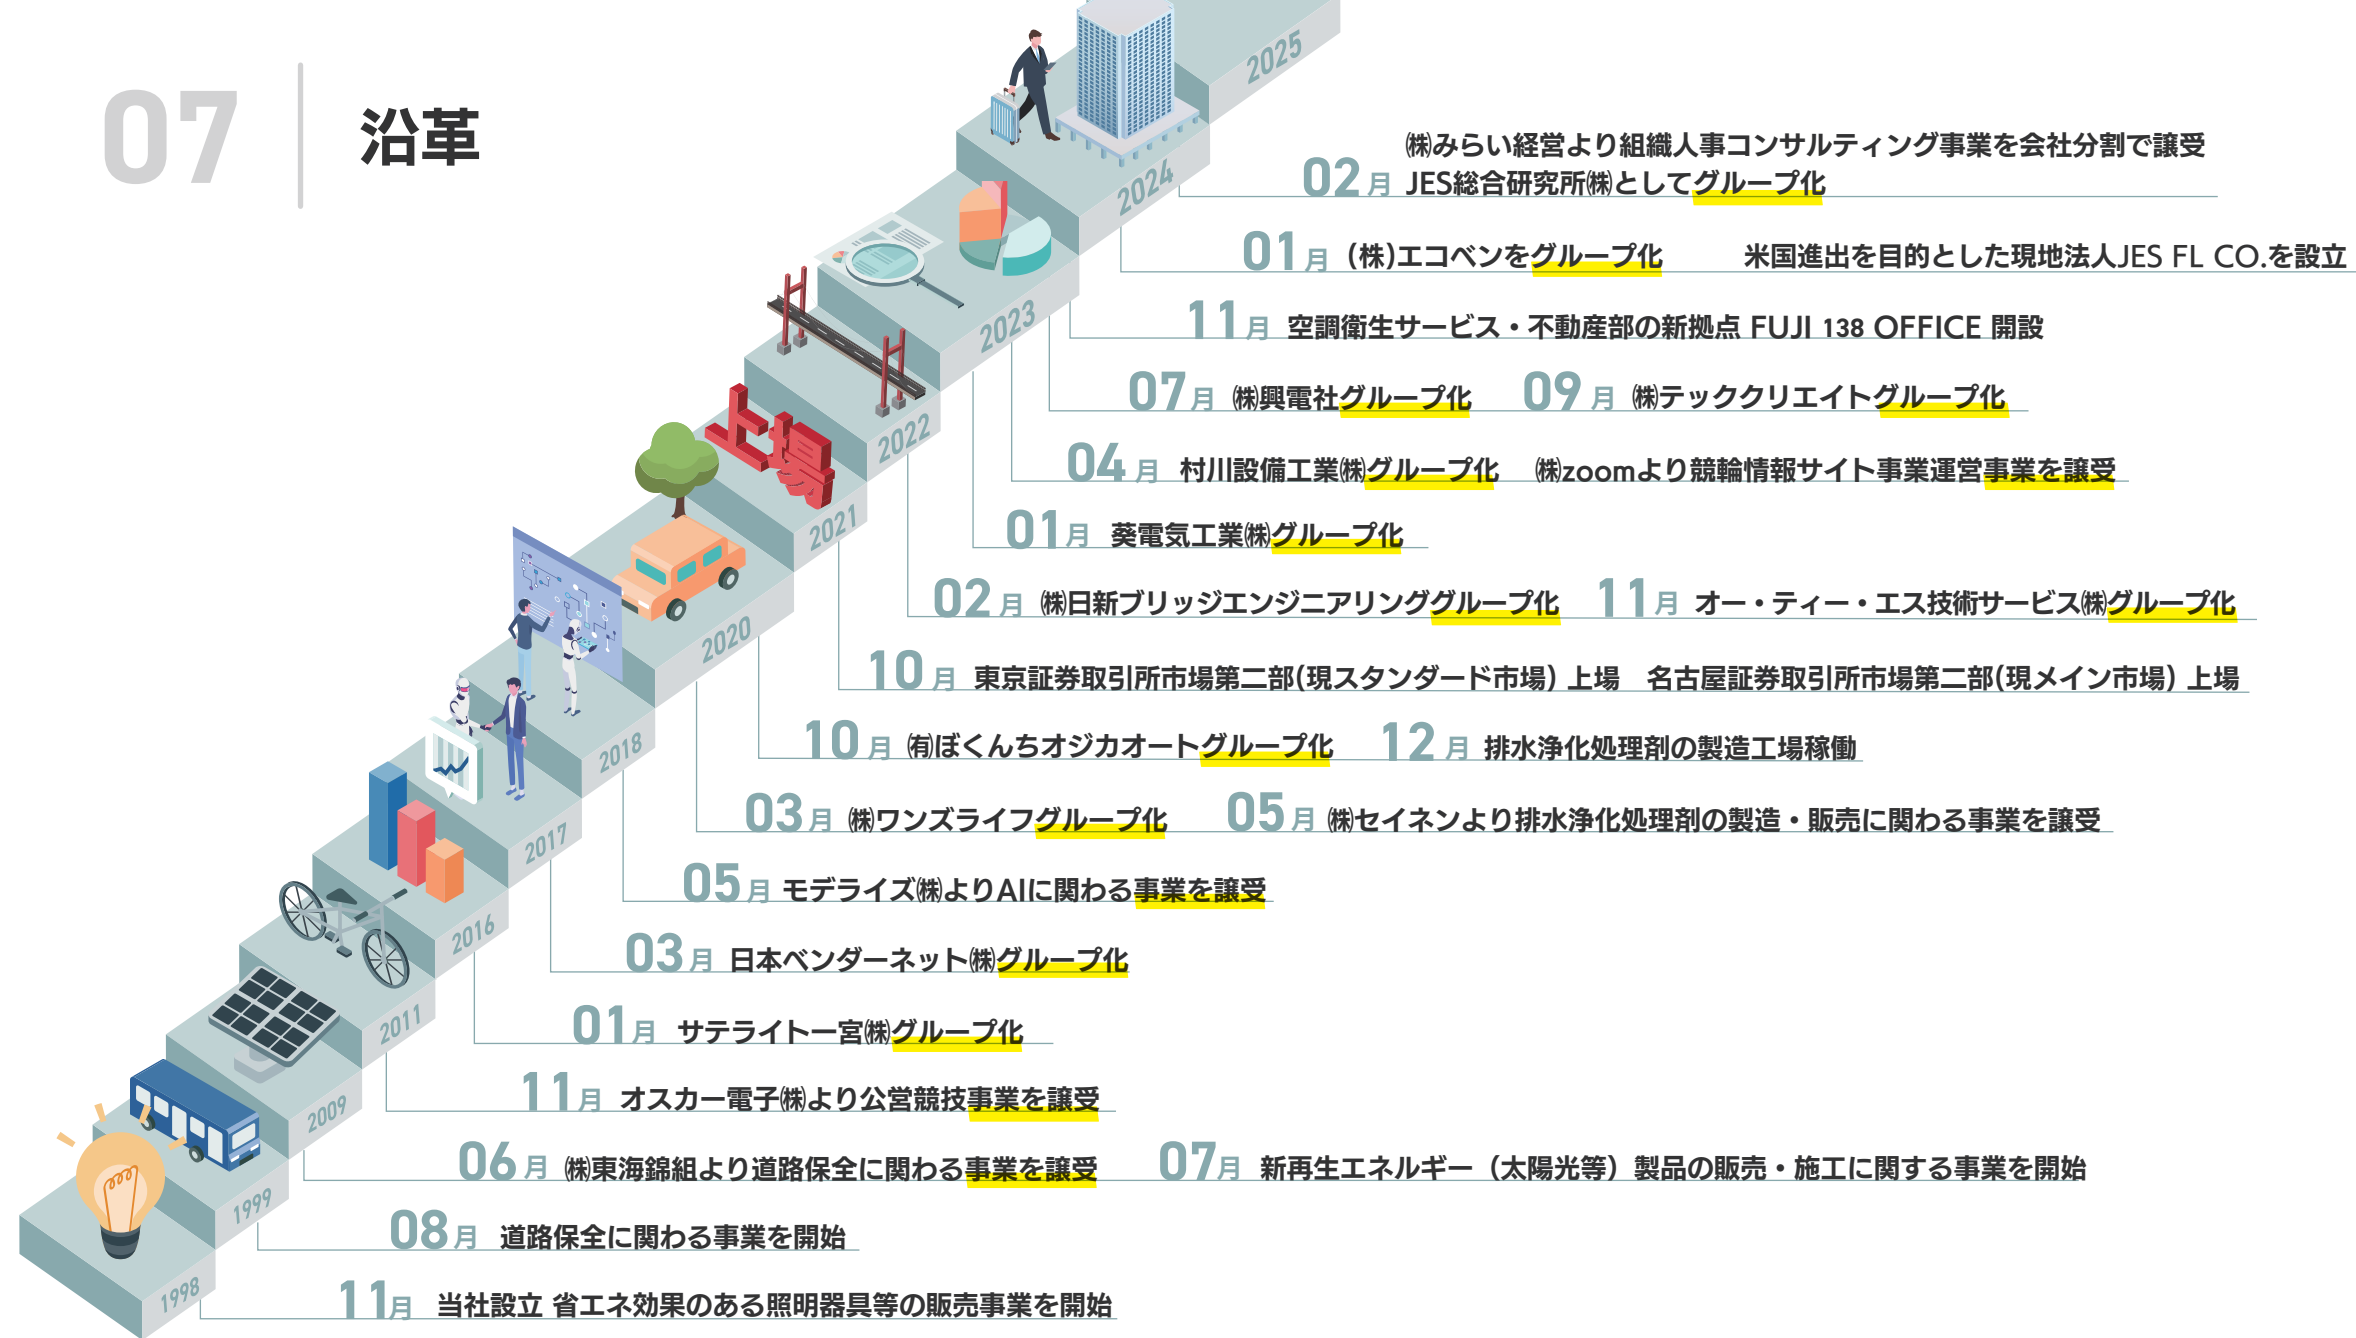 07
沿革
2025
㈱みらい経営より組織人事コンサルティング事業を会社分割で譲受
02月 JES総合研究所㈱としてグループ化
2024
01月 (株)エコベンをグループ化 米国進出を目的とした現地法人JES FL CO.を設立
11月 空調衛生サービス・不動産部の新拠点 FUJI 138 OFFICE 開設
2023
07月 ㈱興電社グループ化 09月 ㈱テッククリエイトグループ化
04月 村川設備工業㈱グループ化 ㈱zoomより競輪情報サイト事業運営事業を譲受
01月 葵電気工業㈱グループ化
2022
02月 ㈱日新ブリッジエンジニアリンググループ化 11月 オー・ティー・エス技術サービス㈱グループ化
上場
2021
10月 東京証券取引所市場第二部(現スタンダード市場) 上場 名古屋証券取引所市場第二部(現メイン市場) 上場
2020
10月 ㈲ぼくんちオジカオートグループ化 12月 排水浄化処理剤の製造工場稼働
03月 ㈱ワンズライフグループ化 05月 ㈱セイネンより排水浄化処理剤の製造・販売に関わる事業を譲受
2018
05月 モデライズ㈱よりAIに関わる事業を譲受
2017
03月 日本ベンダーネット㈱グループ化
2016
01月 サテライト一宮㈱グループ化
2011
11月 オスカー電子㈱より公営競技事業を譲受
2009
06月 ㈱東海錦組より道路保全に関わる事業を譲受 07月 新再生エネルギー（太陽光等）製品の販売・施工に関する事業を開始
1999
08月 道路保全に関わる事業を開始
1998
11月 当社設立 省エネ効果のある照明器具等の販売事業を開始